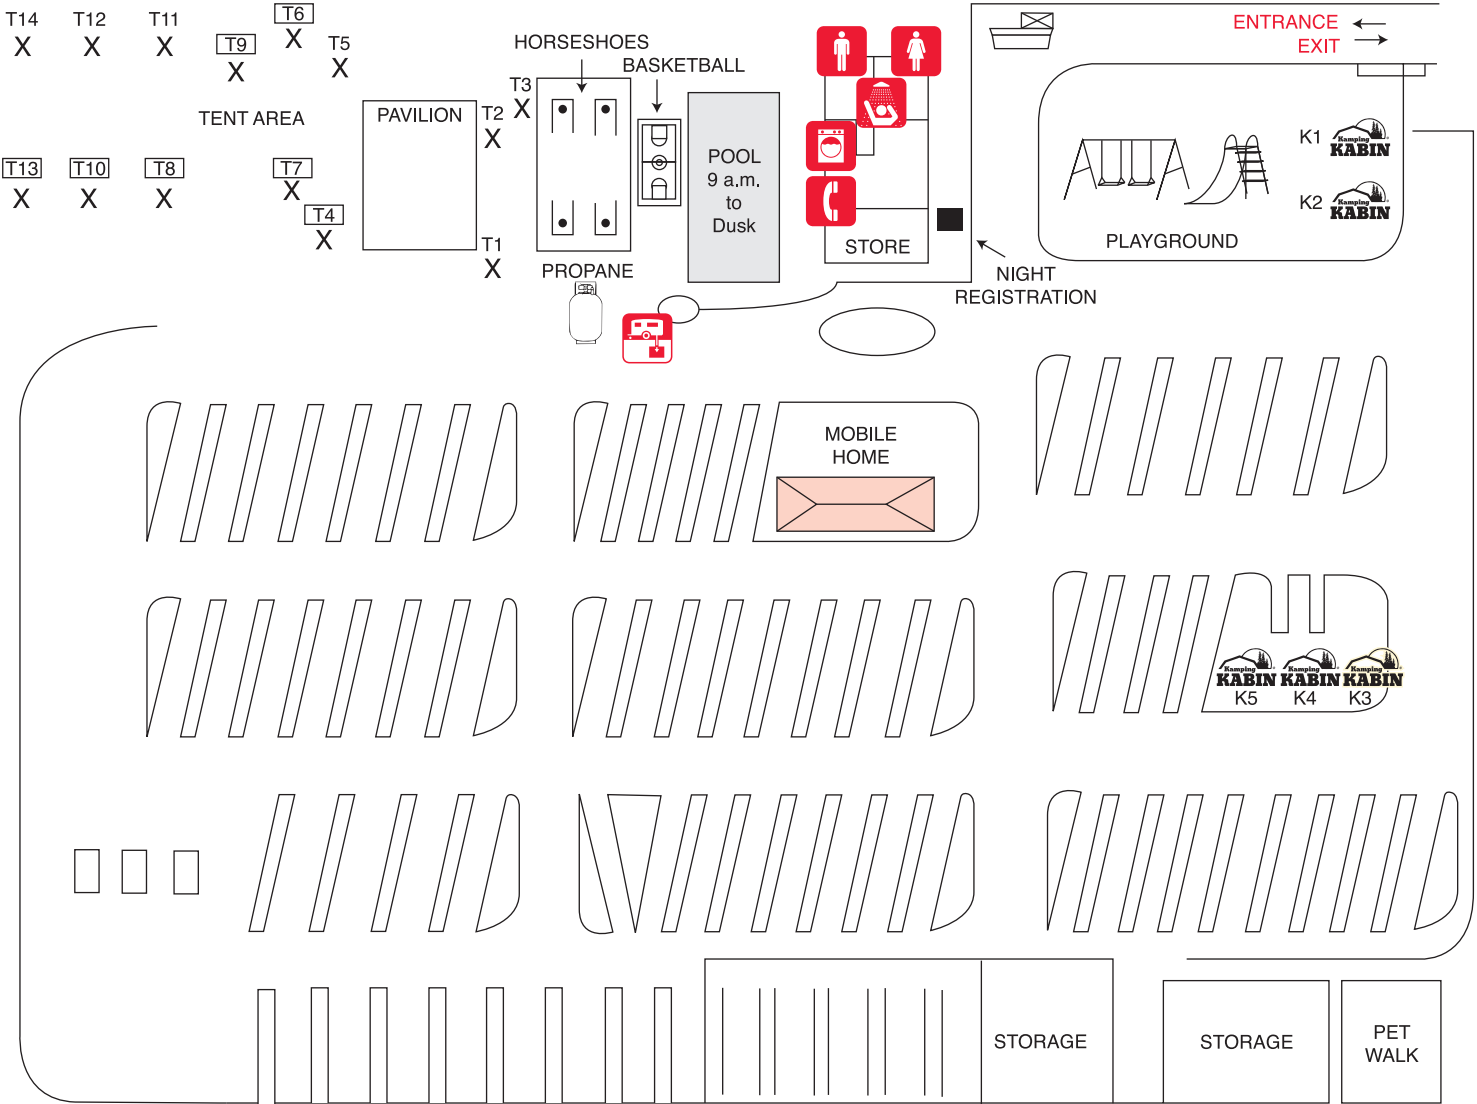 T14
T12
T11
T9
T6
T5
HORSESHOES
BASKETBALL
ENTRANCE
EXIT
TENT AREA
PAVILION
T3
T2
T13
T10
T8
T7
T4
T1
POOL
9 a.m.
to
Dusk
STORE
PROPANE
NIGHT
REGISTRATION
PLAYGROUND
K1
Kamping
KABIN
K2
Kamping
KABIN
MOBILE
HOME
Kamping
KABIN
K5
Kamping
KABIN
K4
Kamping
KABIN
K3
STORAGE
STORAGE
PET
WALK